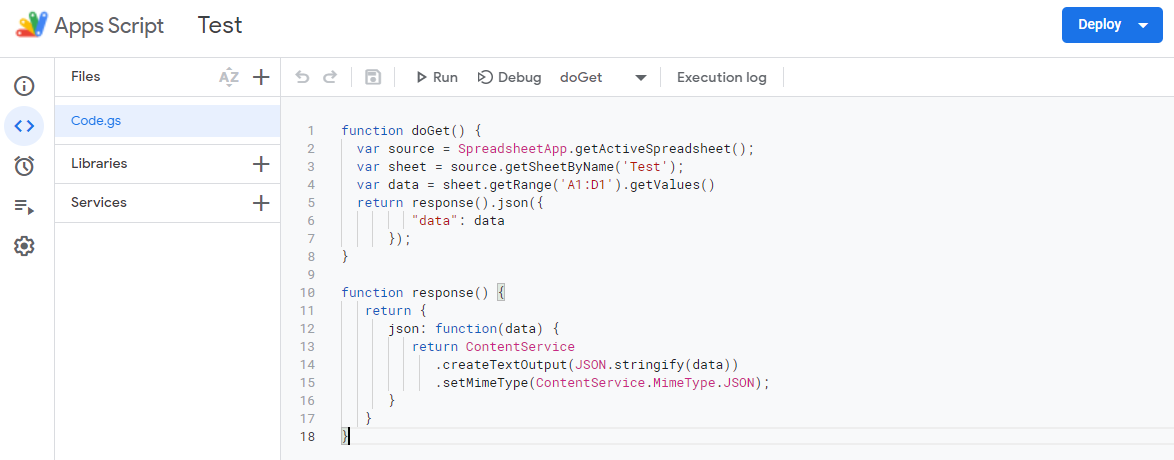 Apps Script Test
Deploy
Files AZ
Run Debug doGet Execution log
Code.gs
Libraries
Services
1 function doGet() {
2 var source = SpreadsheetApp.getActiveSpreadsheet();
3 var sheet = source.getSheetByName('Test');
4 var data = sheet.getRange('A1:D1').getValues()
5 return response().json({
6 "data": data
7 });
8 }
9
10 function response() {
11 return {
12 json: function(data) {
13 return ContentService
14 .createTextOutput(JSON.stringify(data))
15 .setMimeType(ContentService.MimeType.JSON);
16 }
17 }
18 }